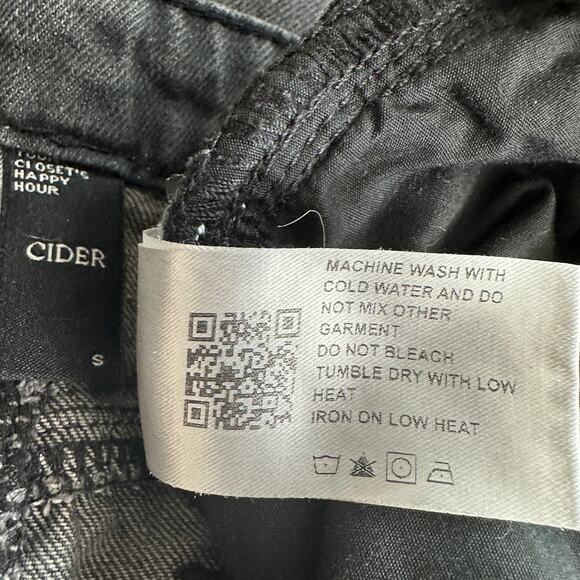 CLOSET'S
HAPPY
HOUR
CIDER
S
MACHINE WASH WITH
COLD WATER AND DO
NOT MIX OTHER
GARMENT
DO NOT BLEACH
TUMBLE DRY WITH LOW
HEAT
IRON ON LOW HEAT